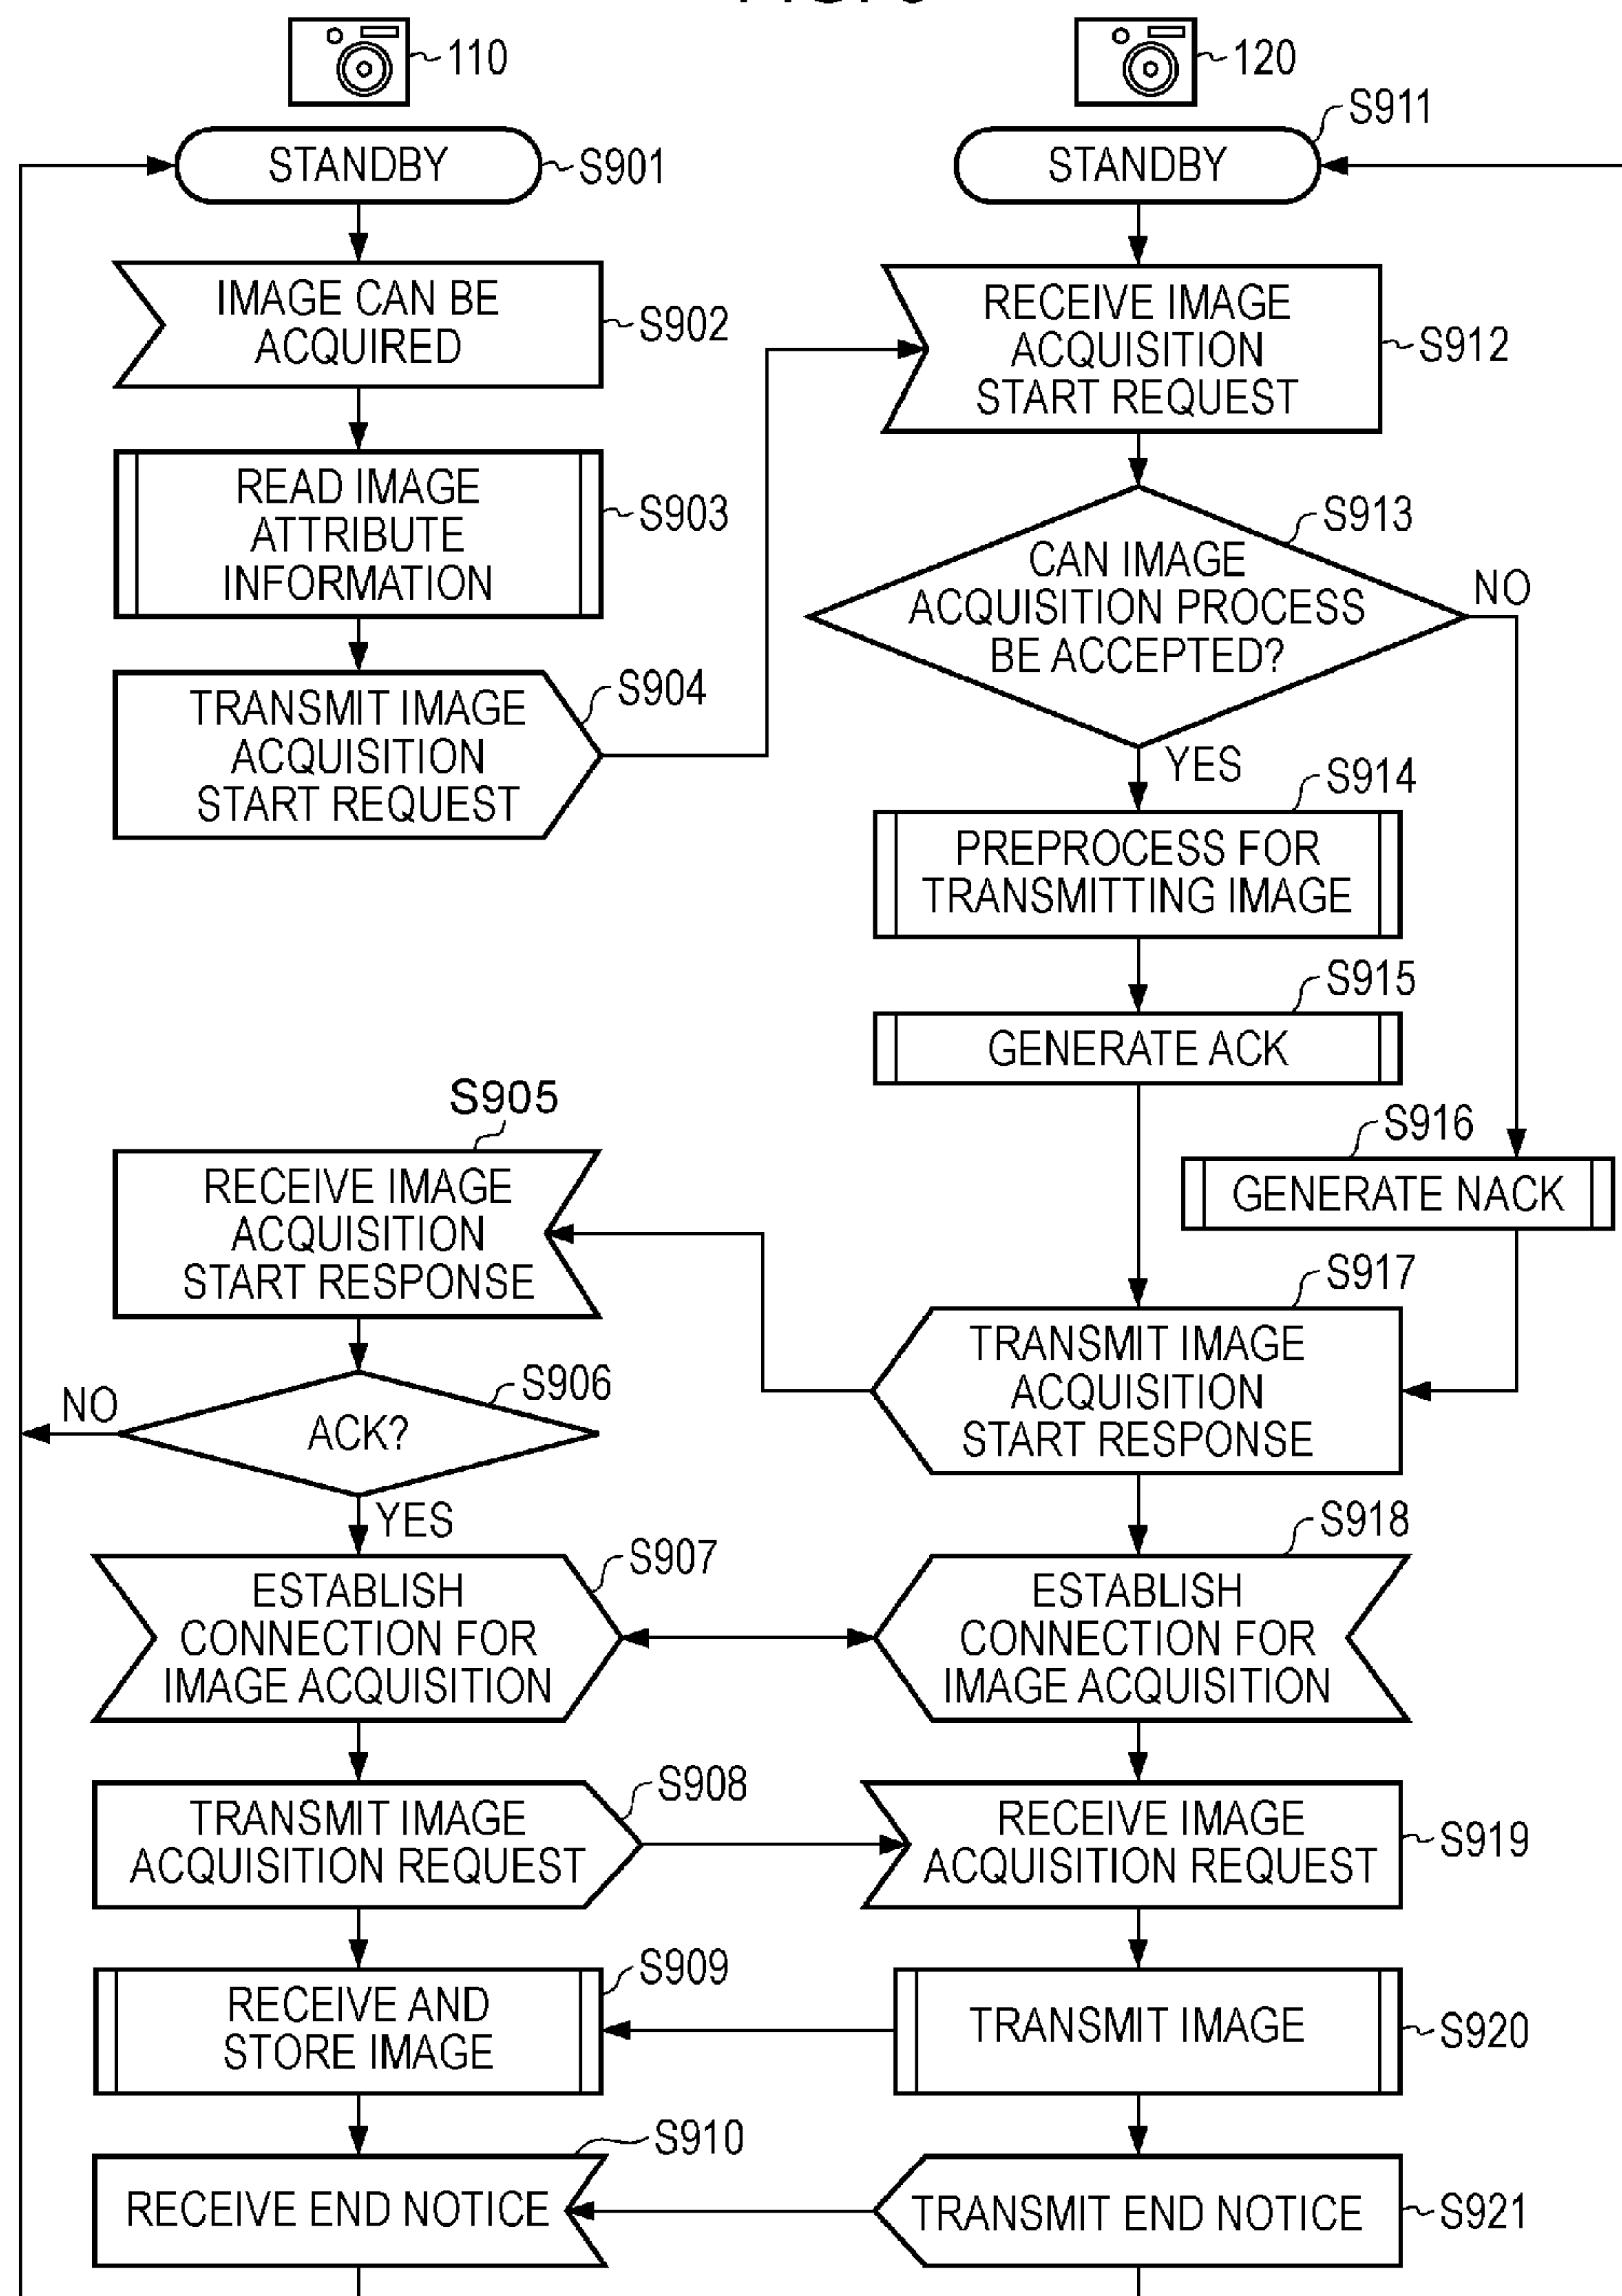 110
120
STANDBY
S901
S911
STANDBY
IMAGE CAN BE
ACQUIRED
S902
RECEIVE IMAGE
ACQUISITION
START REQUEST
S912
READ IMAGE
ATTRIBUTE
INFORMATION
S903
S913
CAN IMAGE
ACQUISITION PROCESS
BE ACCEPTED?
NO
YES
TRANSMIT IMAGE
ACQUISITION
START REQUEST
S904
S914
PREPROCESS FOR
TRANSMITTING IMAGE
S915
GENERATE ACK
S905
RECEIVE IMAGE
ACQUISITION
START RESPONSE
S916
GENERATE NACK
S917
TRANSMIT IMAGE
ACQUISITION
START RESPONSE
S906
NO
ACK?
YES
S907
ESTABLISH
CONNECTION FOR
IMAGE ACQUISITION
S918
ESTABLISH
CONNECTION FOR
IMAGE ACQUISITION
S908
TRANSMIT IMAGE
ACQUISITION REQUEST
RECEIVE IMAGE
ACQUISITION REQUEST
S919
S909
RECEIVE AND
STORE IMAGE
TRANSMIT IMAGE
S920
S910
RECEIVE END NOTICE
TRANSMIT END NOTICE
S921